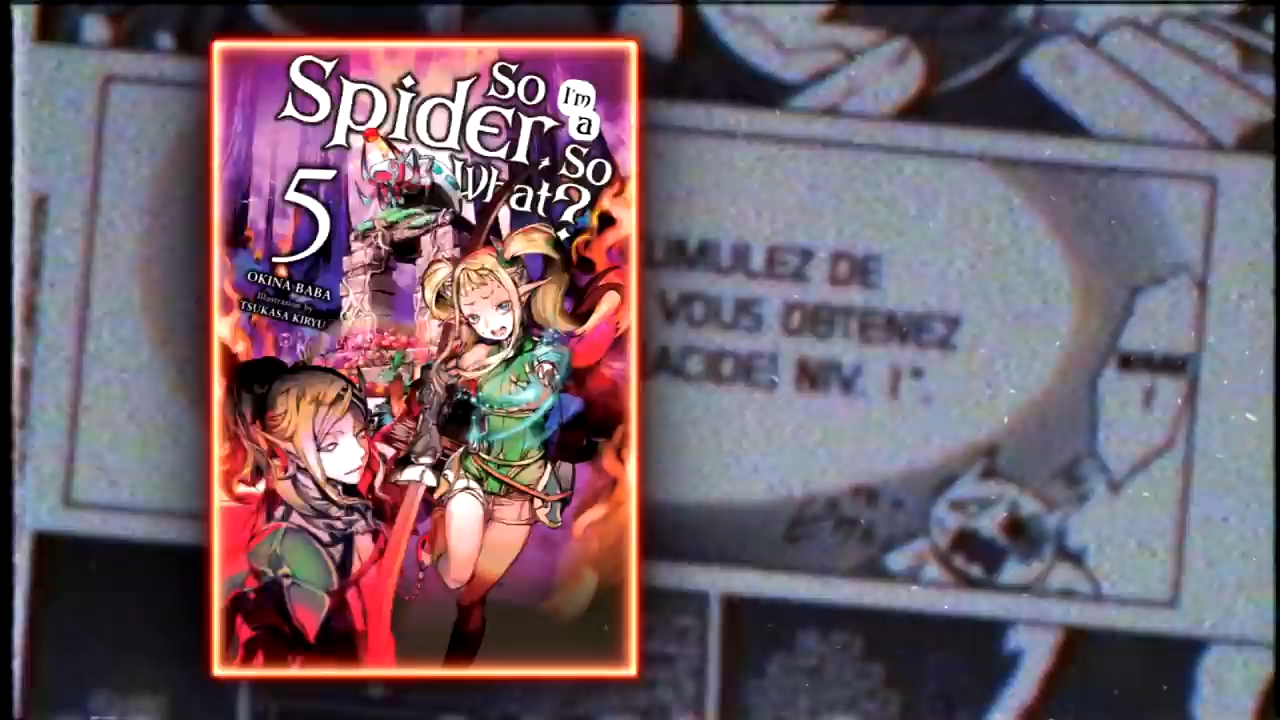 So I'm a
Spider, So
What?
5
OKINA BABA
Illustration by
TSUKASA KIRYU
UMULEZ DE
VOUS OBTENEZ
ACIDE] NIV. 1".